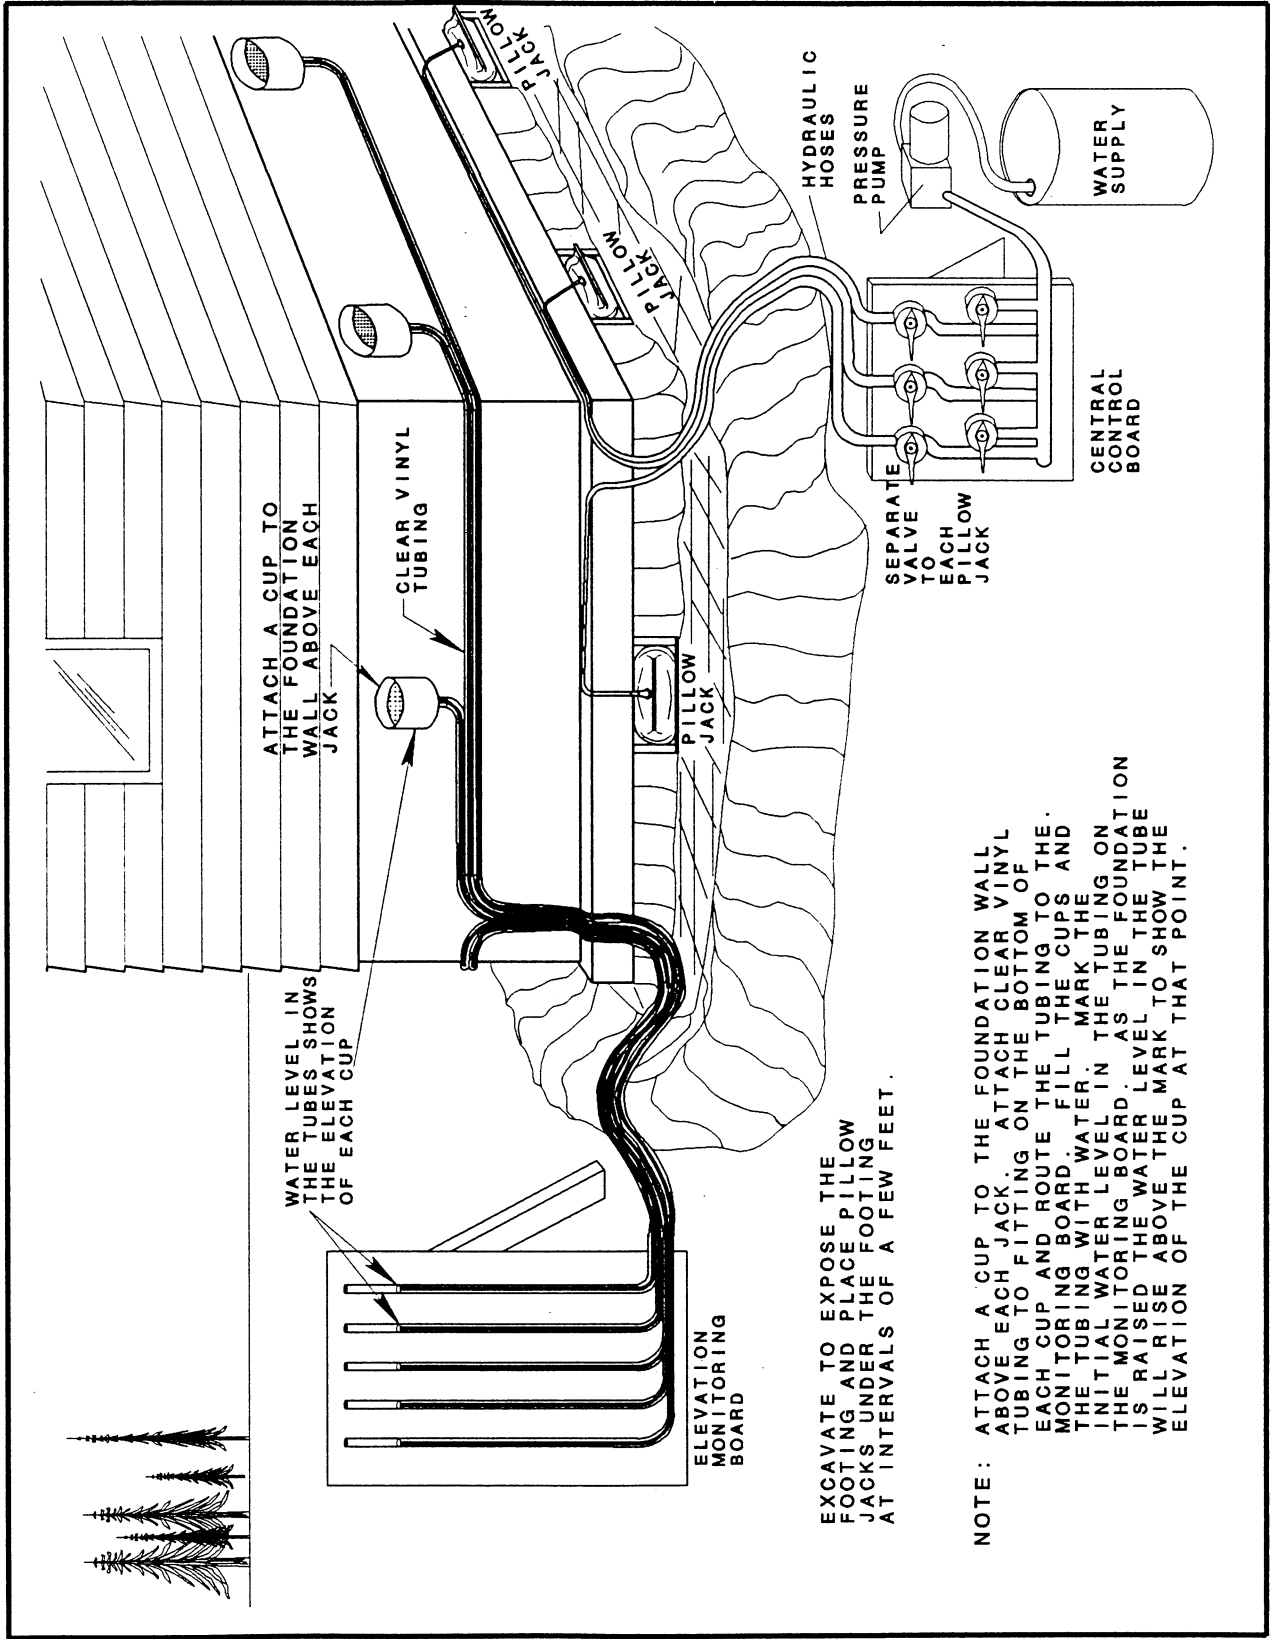 WATER LEVEL IN
THE TUBES SHOWS
THE ELEVATION
OF EACH CUP
ATTACH A CUP TO
THE FOUNDATION
WALL ABOVE EACH
JACK
CLEAR VINYL
TUBING
PILLOW
JACK
PILLOW
JACK
PILLOW
JACK
ELEVATION
MONITORING
BOARD
HYDRAULIC
HOSES
PRESSURE
PUMP
WATER
SUPPLY
SEPARATE
VALVE
TO
EACH
PILLOW
JACK
CENTRAL
CONTROL
BOARD
EXCAVATE TO EXPOSE THE
FOOTING AND PLACE PILLOW
JACKS UNDER THE FOOTING
AT INTERVALS OF A FEW FEET.
NOTE: ATTACH A CUP TO THE FOUNDATION WALL
ABOVE EACH JACK. ATTACH CLEAR VINYL
TUBING TO FITTING ON THE BOTTOM OF
EACH CUP AND ROUTE THE TUBING TO THE.
MONITORING BOARD. FILL THE CUPS AND
THE TUBING WITH WATER. MARK THE
INITIAL WATER LEVEL IN THE TUBING ON
THE MONITORING BOARD. AS THE FOUNDATION
IS RAISED THE WATER LEVEL IN THE TUBE
WILL RISE ABOVE THE MARK TO SHOW THE
ELEVATION OF THE CUP AT THAT POINT.